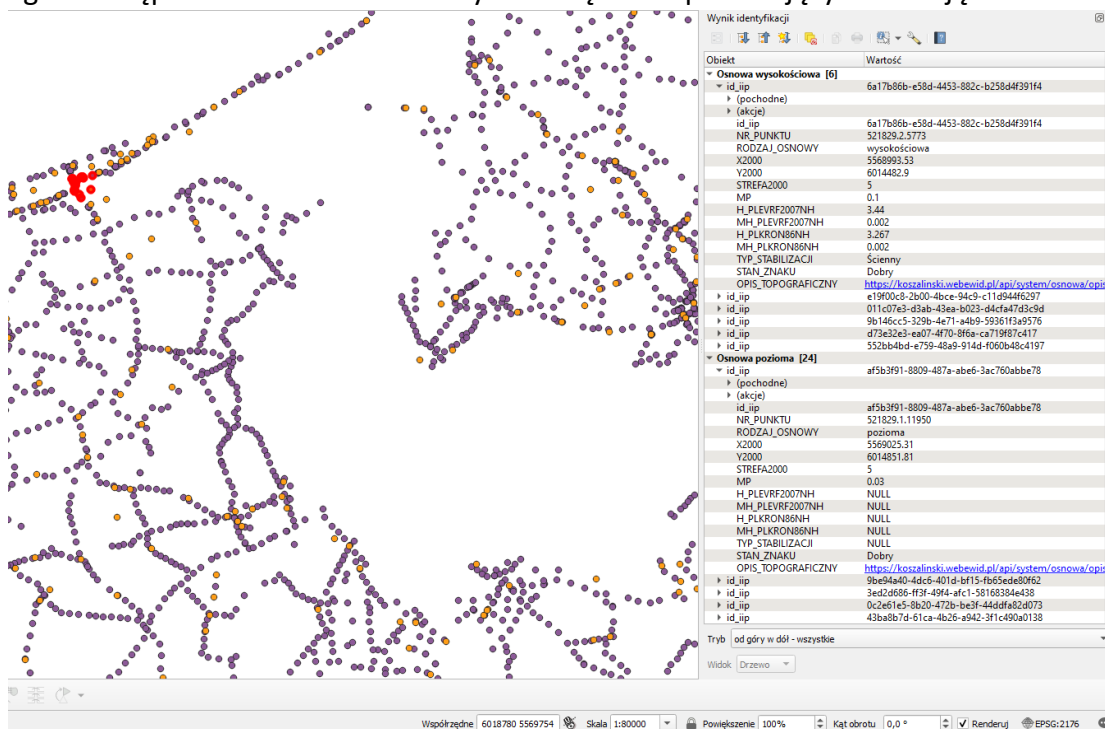 Wynik identyfikacji
Obiekt Wartość
Osnowa wysokościowa [6]
id_iip 6a17b86b-e58d-4453-882c-b258d4f391f4
(pochodne)
(akcje)
id_iip 6a17b86b-e58d-4453-882c-b258d4f391f4
NR_PUNKTU 521829.2.5773
RODZAJ_OSNOWY wysokościowa
X2000 5568993.53
Y2000 6014482.9
STREFA2000 5
MP 0.1
H_PLEVRF2007NH 3.44
MH_PLEVRF2007NH 0.002
H_PLKRON86NH 3.267
MH_PLKRON86NH 0.002
TYP_STABILIZACJI Ścienny
STAN_ZNAKU Dobry
OPIS_TOPOGRAFICZNY https://koszalinski.webewid.pl/api/system/osnowa/opis
id_iip e19f00c8-2b00-4bce-94c9-c11d944f6297
id_iip 011c07e3-d3ab-43ea-b023-d4cfa47d3c9d
id_iip 9b146cc5-329b-4e71-a4b9-59361f3a9576
id_iip d73e32e3-ea07-4f70-8f6a-ca719f87c417
id_iip 552bb4bd-e759-48a9-914d-f060b48c4197
Osnowa pozioma [24]
id_iip af5b3f91-8809-487a-abe6-3ac760abbe78
(pochodne)
(akcje)
id_iip af5b3f91-8809-487a-abe6-3ac760abbe78
NR_PUNKTU 521829.1.11950
RODZAJ_OSNOWY pozioma
X2000 5569025.31
Y2000 6014851.81
STREFA2000 5
MP 0.03
H_PLEVRF2007NH NULL
MH_PLEVRF2007NH NULL
H_PLKRON86NH NULL
MH_PLKRON86NH NULL
TYP_STABILIZACJI NULL
STAN_ZNAKU Dobry
OPIS_TOPOGRAFICZNY https://koszalinski.webewid.pl/api/system/osnowa/opis
id_iip 9be94a40-4dc6-401d-bf15-fb65ede80f62
id_iip 3ed2d686-ff3f-49f4-afc1-58168384e438
id_iip 0c2e61e5-8b20-472b-be3f-44ddfa82d073
id_iip 43ba8b7d-61ca-4b26-a942-3f1c490a0138
Tryb od góry w dół - wszystkie
Widok Drzewo
Współrzędne 6018780 5569754 Skala 1:80000 Powiększenie 100% Kąt obrotu 0,0 ° Renderuj EPSG:2176